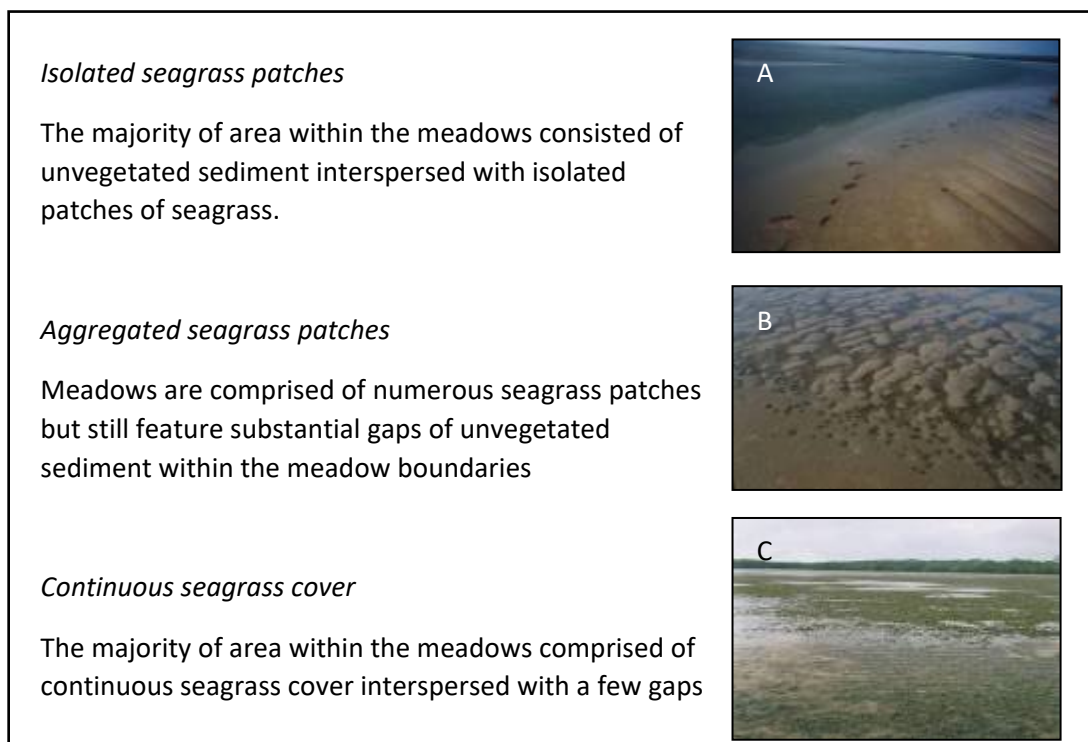 Isolated seagrass patches
A
The majority of area within the meadows consisted of
unvegetated sediment interspersed with isolated
patches of seagrass.
Aggregated seagrass patches
B
Meadows are comprised of numerous seagrass patches
but still feature substantial gaps of unvegetated
sediment within the meadow boundaries
Continuous seagrass cover
C
The majority of area within the meadows comprised of
continuous seagrass cover interspersed with a few gaps